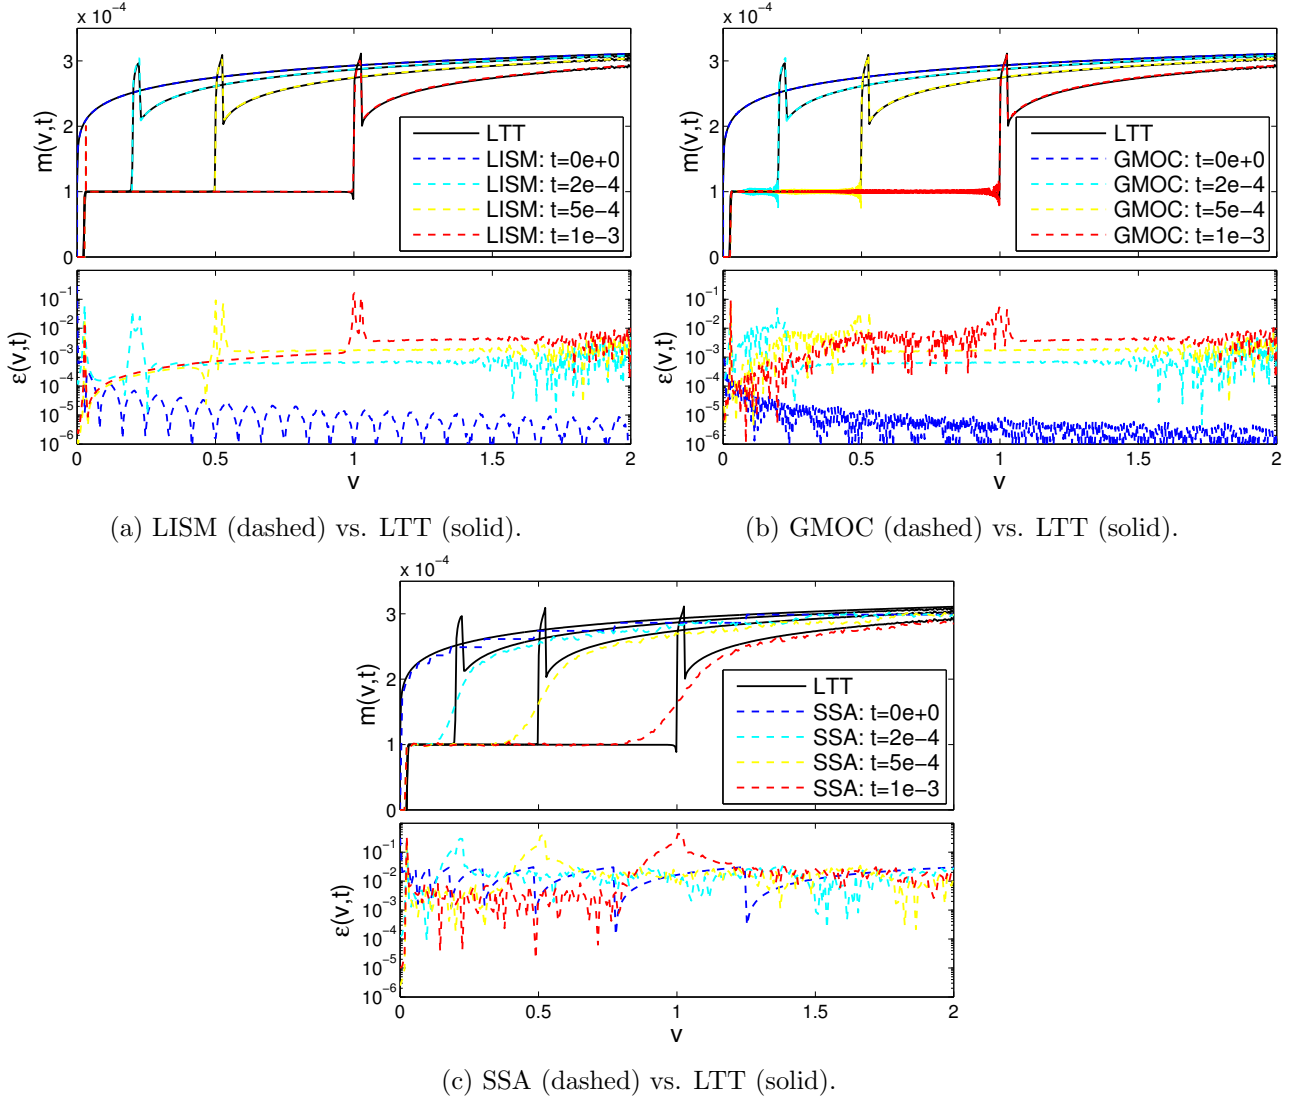 x 10⁻⁴
3
2
1
0
m(v,t)
LTT
LISM: t=0e+0
LISM: t=2e−4
LISM: t=5e−4
LISM: t=1e−3
10⁻¹
10⁻²
10⁻³
10⁻⁴
10⁻⁵
10⁻⁶
ε(v,t)
0 0.5 1 1.5 2
v
(a) LISM (dashed) vs. LTT (solid).
x 10⁻⁴
3
2
1
0
m(v,t)
LTT
GMOC: t=0e+0
GMOC: t=2e−4
GMOC: t=5e−4
GMOC: t=1e−3
10⁻¹
10⁻²
10⁻³
10⁻⁴
10⁻⁵
10⁻⁶
ε(v,t)
0 0.5 1 1.5 2
v
(b) GMOC (dashed) vs. LTT (solid).
x 10⁻⁴
3
2
1
0
m(v,t)
LTT
SSA: t=0e+0
SSA: t=2e−4
SSA: t=5e−4
SSA: t=1e−3
10⁻¹
10⁻²
10⁻³
10⁻⁴
10⁻⁵
10⁻⁶
ε(v,t)
0 0.5 1 1.5 2
v
(c) SSA (dashed) vs. LTT (solid).